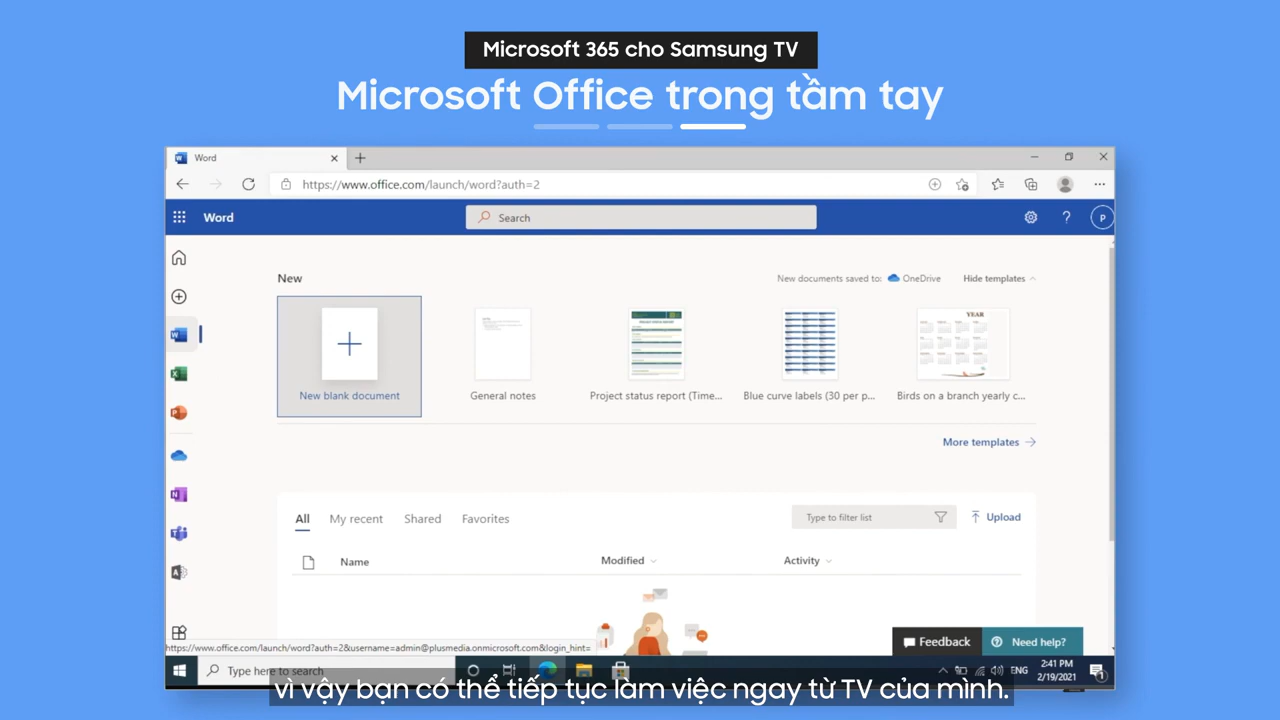 Microsoft 365 cho Samsung TV
Microsoft Office trong tầm tay
Word
https://www.office.com/launch/word?auth=2
Word
Search
P
New
New documents saved to: OneDrive
Hide templates
New blank document
General notes
Project status report (Time...
Blue curve labels (30 per p...
Birds on a branch yearly c...
YEAR
More templates
All
My recent
Shared
Favorites
Type to filter list
Upload
Name
Modified
Activity
Feedback
Need help?
https://www.office.com/launch/word?auth=2&username=admin@plusmedia.onmicrosoft.com&login_hint=
Type here to search
ENG
2:41 PM
2/19/2021
1
vì vậy bạn có thể tiếp tục làm việc ngay từ TV của mình.